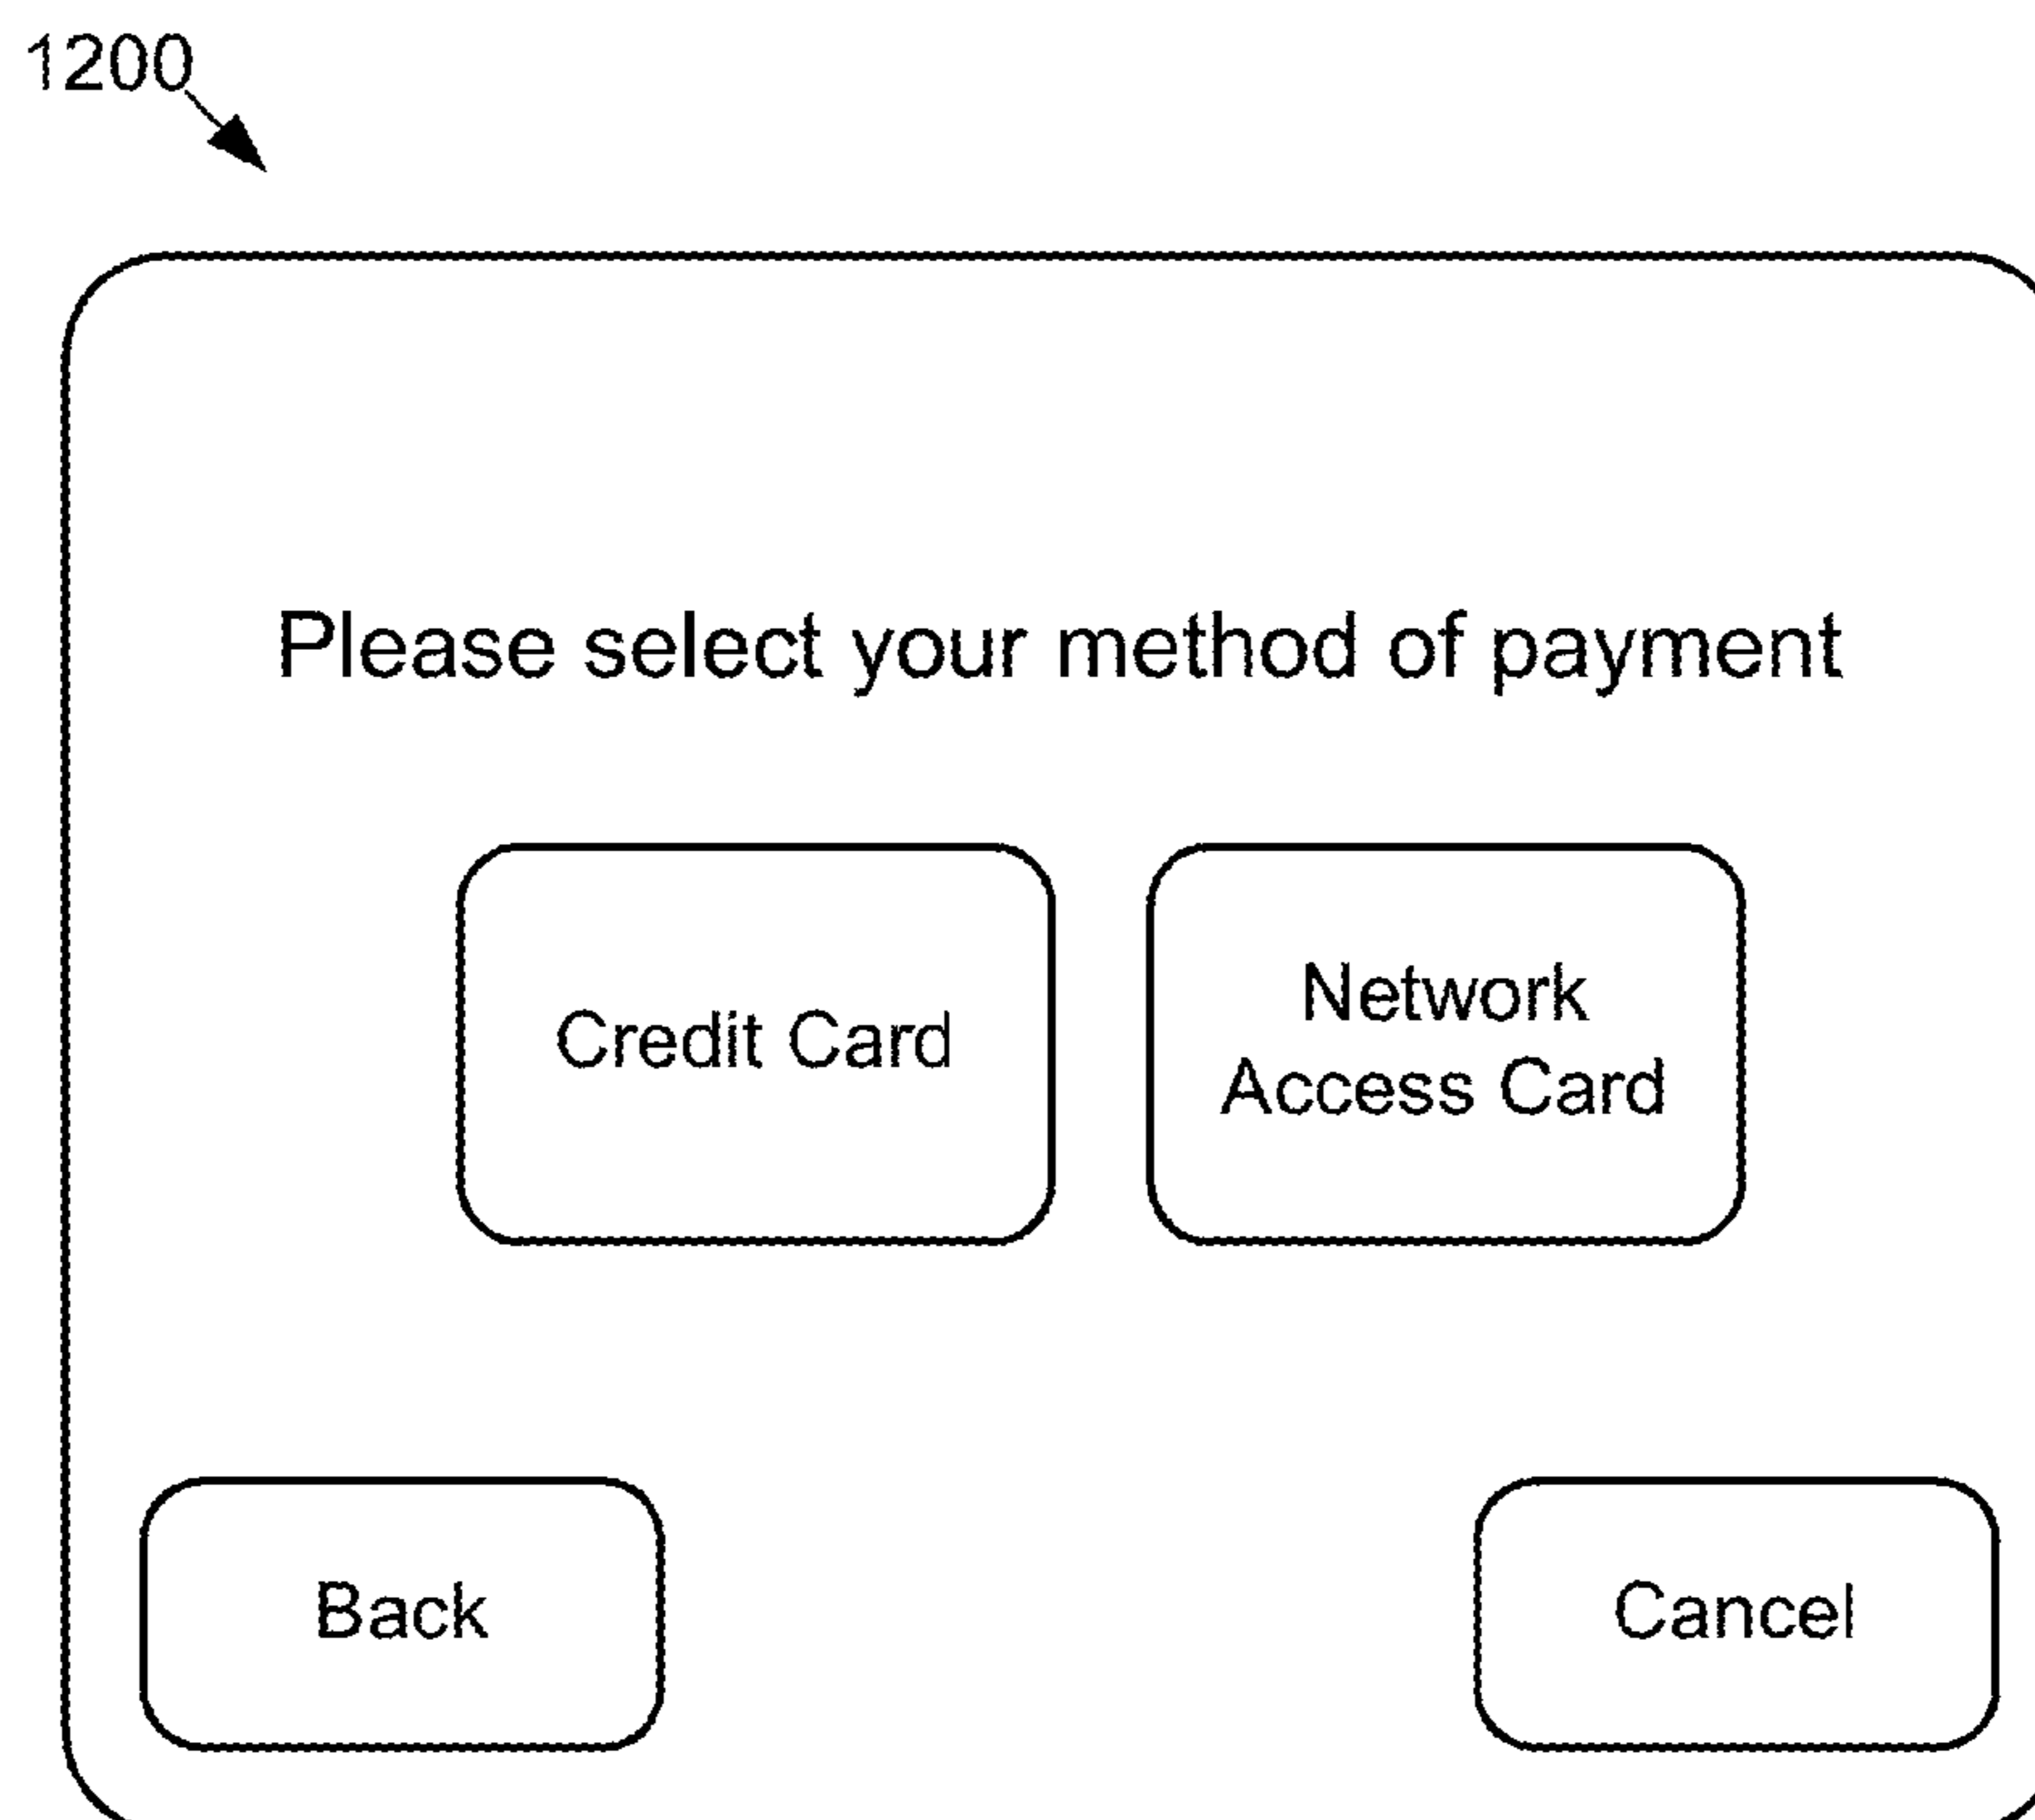 1200
Please select your method of payment
Credit Card
Network
Access Card
Back
Cancel